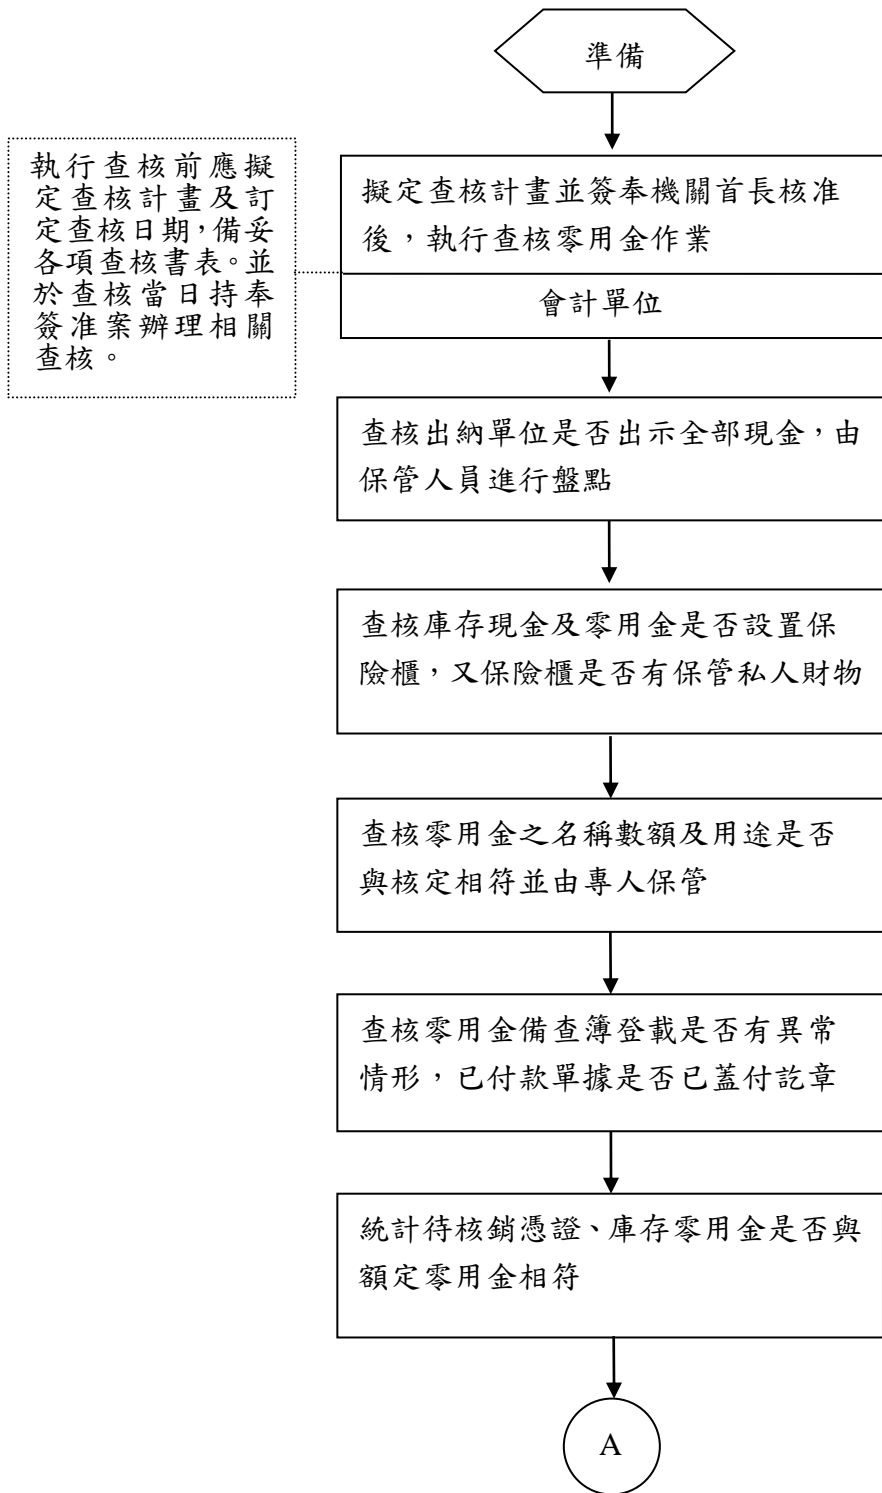 準備
執行查核前應擬
定查核計畫及訂
定查核日期，備妥
各項查核書表。並
於查核當日持奉
簽准案辦理相關
查核。
擬定查核計畫並簽奉機關首長核准
後，執行查核零用金作業
會計單位
查核出納單位是否出示全部現金，由
保管人員進行盤點
查核庫存現金及零用金是否設置保
險櫃，又保險櫃是否有保管私人財物
查核零用金之名稱數額及用途是否
與核定相符並由專人保管
查核零用金備查簿登載是否有異常
情形，已付款單據是否已蓋付訖章
統計待核銷憑證、庫存零用金是否與
額定零用金相符
A